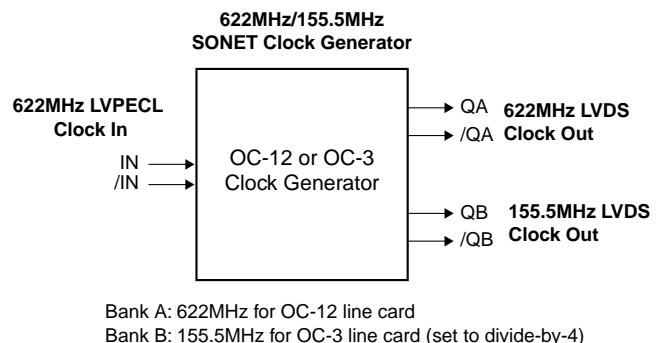 622MHz/155.5MHz
SONET Clock Generator
622MHz LVPECL
Clock In
IN
/IN
OC-12 or OC-3
Clock Generator
QA
/QA
622MHz LVDS
Clock Out
QB
/QB
155.5MHz LVDS
Clock Out
Bank A: 622MHz for OC-12 line card
Bank B: 155.5MHz for OC-3 line card (set to divide-by-4)